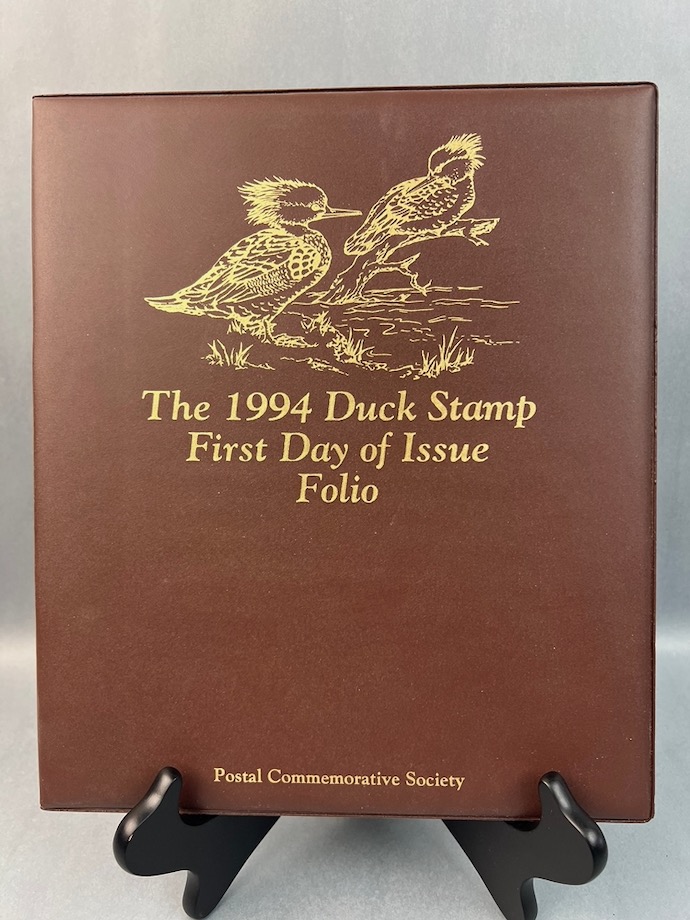 The 1994 Duck Stamp
First Day of Issue
Folio
Postal Commemorative Society